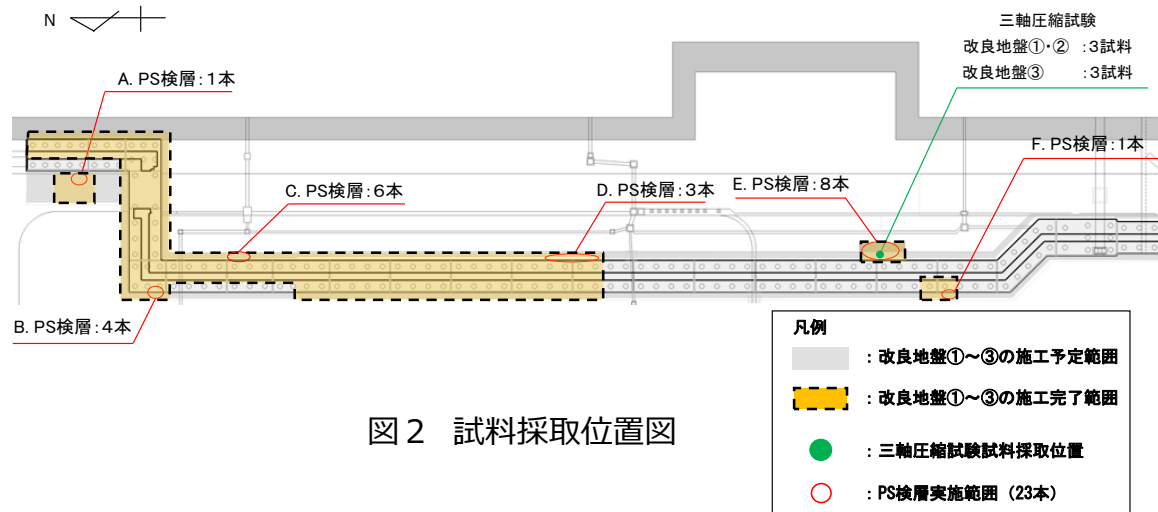 N
三軸圧縮試験
改良地盤①・② :3試料
改良地盤③ :3試料
A. PS検層:1本
F. PS検層:1本
C. PS検層:6本
D. PS検層:3本
E. PS検層:8本
B. PS検層:4本
図2 試料採取位置図
凡例
:改良地盤①~③の施工予定範囲
:改良地盤①~③の施工完了範囲
:三軸圧縮試験試料採取位置
:PS検層実施範囲(23本)